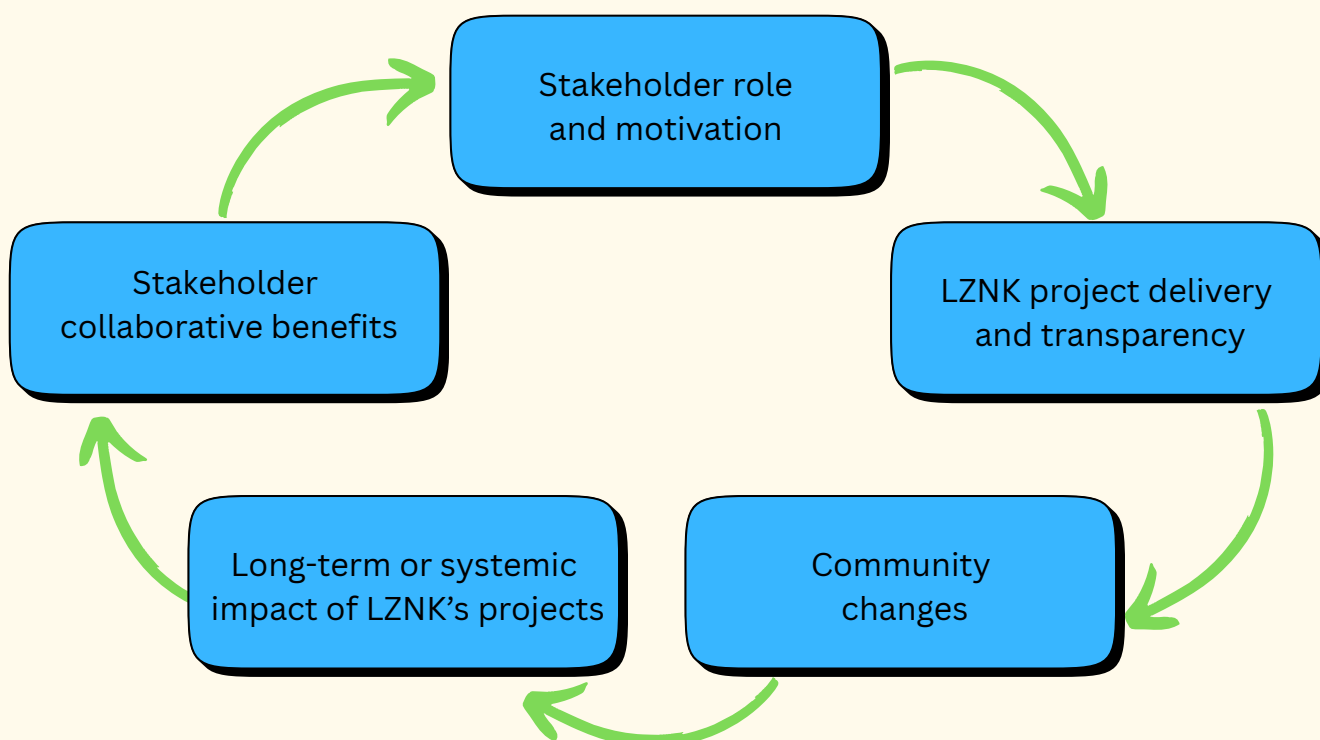 Stakeholder role
and motivation
LZNK project delivery
and transparency
Community
changes
Long-term or systemic
impact of LZNK’s projects
Stakeholder
collaborative benefits